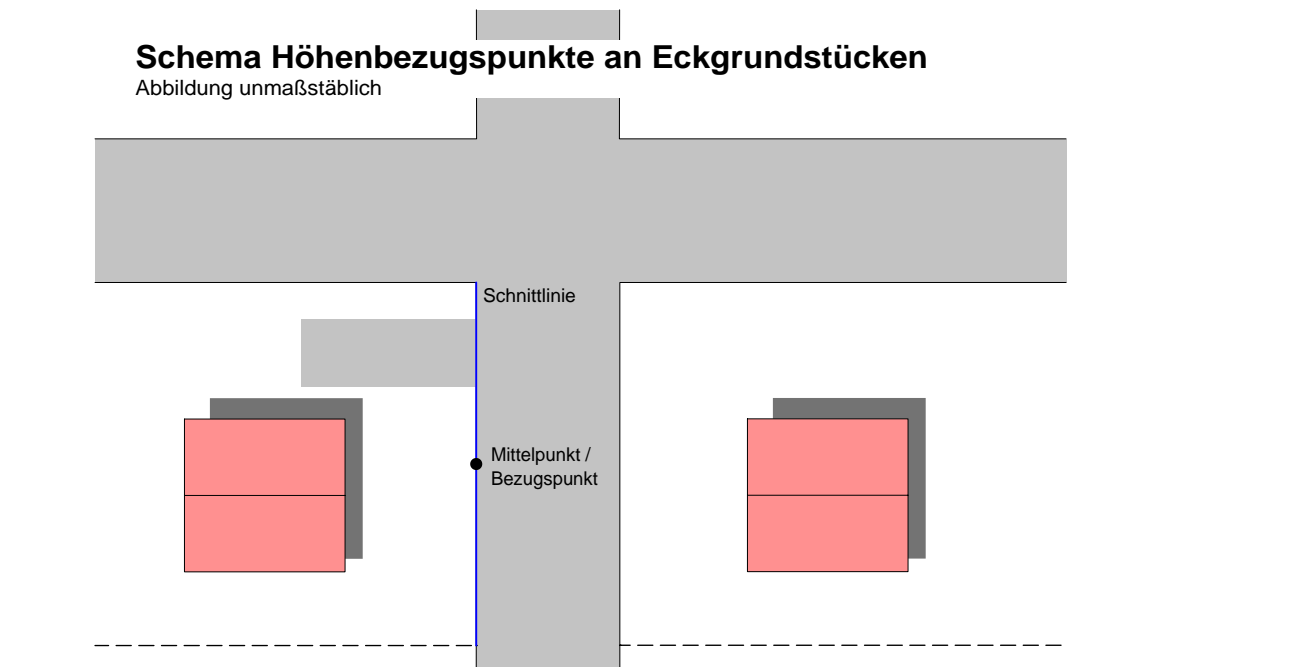 Schema Höhenbezugspunkte an Eckgrundstücken
Abbildung unmaßstäblich
Schnittlinie
Mittelpunkt /
Bezugspunkt